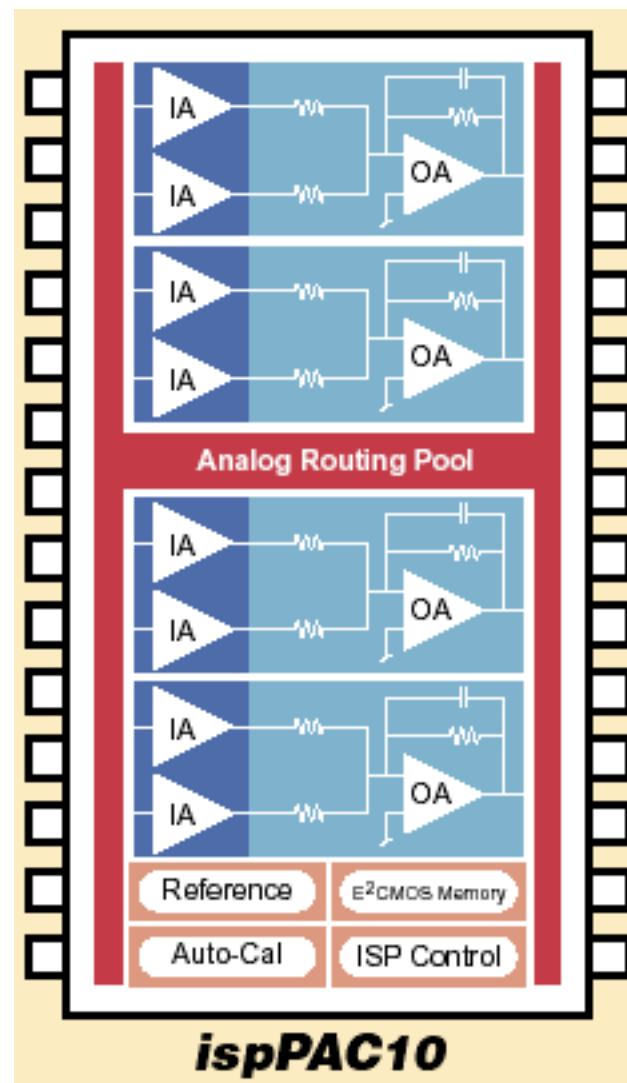 IA
IA
OA
IA
IA
OA
Analog Routing Pool
IA
IA
OA
IA
IA
OA
Reference
E²CMOS Memory
Auto-Cal
ISP Control
ispPAC10